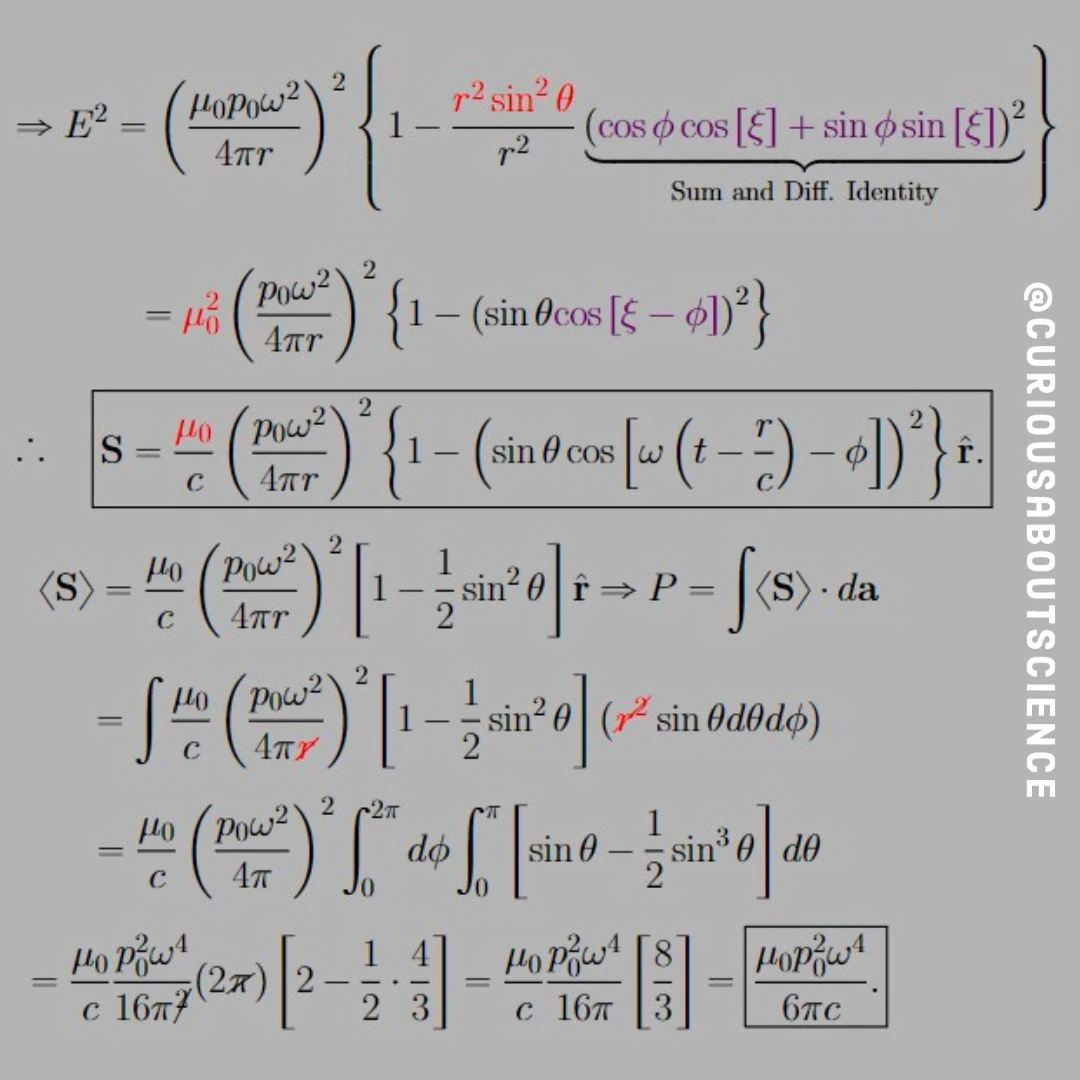 ⇒ E² = (μ₀p₀ω² / 4πr)² {1 − (r² sin² θ / r²) (cos ϕ cos [ξ] + sin ϕ sin [ξ])²}
Sum and Diff. Identity
= μ₀² (p₀ω² / 4πr)² {1 − (sin θ cos [ξ − ϕ])²}
∴ S = (μ₀ / c) (p₀ω² / 4πr)² {1 − (sin θ cos [ω (t − r/c) − ϕ])²} r̂.
⟨S⟩ = (μ₀ / c) (p₀ω² / 4πr)² [1 − (1/2) sin² θ] r̂ ⇒ P = ∫⟨S⟩ · da
= ∫ (μ₀ / c) (p₀ω² / 4πr)² [1 − (1/2) sin² θ] (r² sin θdθdϕ)
= (μ₀ / c) (p₀ω² / 4π)² ∫₀^{2π} dϕ ∫₀^{π} [sin θ − (1/2) sin³ θ] dθ
= (μ₀ / c) (p₀²ω⁴ / 16π²) (2π) [2 − (1/2) · (4/3)] = (μ₀ / c) (p₀²ω⁴ / 16π) [8/3] = μ₀p₀²ω⁴ / 6πc.
@CURIOUSABOUTSCIENCE